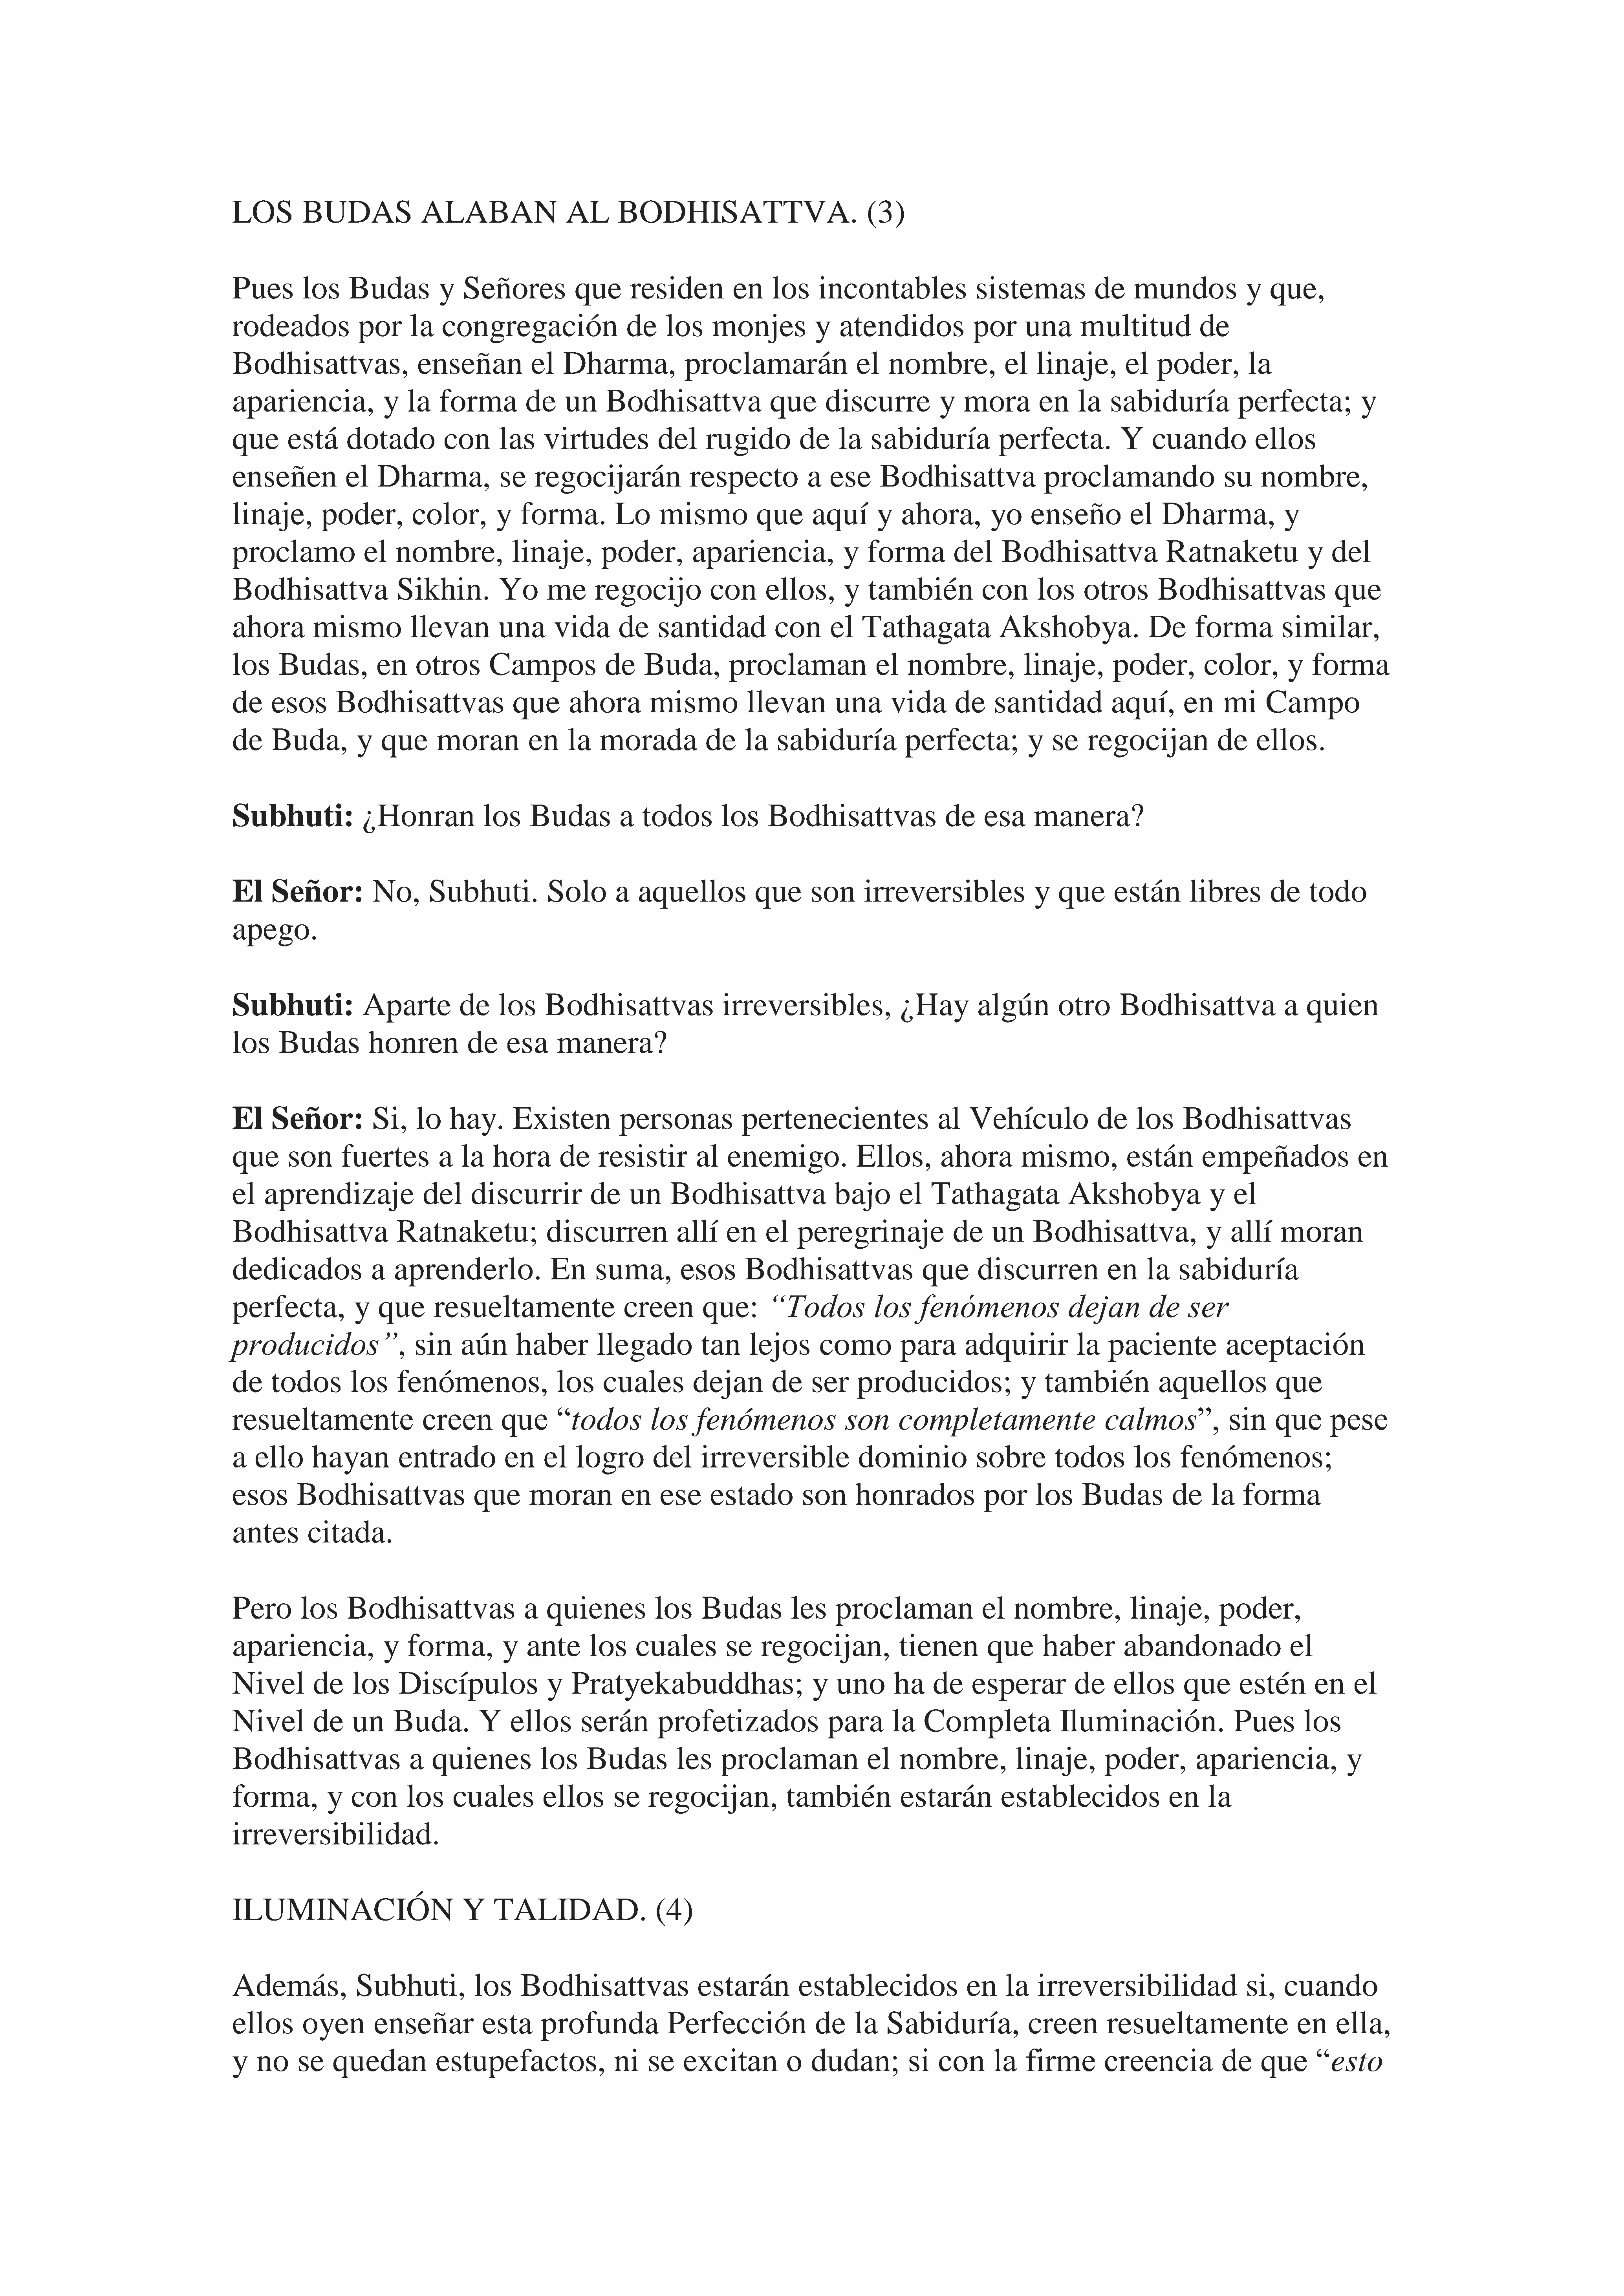 LOS BUDAS ALABAN AL BODHISATTVA. (3)
Pues los Budas y Señores que residen en los incontables sistemas de mundos y que,
rodeados por la congregación de los monjes y atendidos por una multitud de
Bodhisattvas, enseñan el Dharma, proclamarán el nombre, el linaje, el poder, la
apariencia, y la forma de un Bodhisattva que discurre y mora en la sabiduría perfecta; y
que está dotado con las virtudes del rugido de la sabiduría perfecta. Y cuando ellos
enseñen el Dharma, se regocijarán respecto a ese Bodhisattva proclamando su nombre,
linaje, poder, color, y forma. Lo mismo que aquí y ahora, yo enseño el Dharma, y
proclamo el nombre, linaje, poder, apariencia, y forma del Bodhisattva Ratnaketu y del
Bodhisattva Sikhin. Yo me regocijo con ellos, y también con los otros Bodhisattvas que
ahora mismo llevan una vida de santidad con el Tathagata Akshobya. De forma similar,
los Budas, en otros Campos de Buda, proclaman el nombre, linaje, poder, color, y forma
de esos Bodhisattvas que ahora mismo llevan una vida de santidad aquí, en mi Campo
de Buda, y que moran en la morada de la sabiduría perfecta; y se regocijan de ellos.
Subhuti: ¿Honran los Budas a todos los Bodhisattvas de esa manera?
El Señor: No, Subhuti. Solo a aquellos que son irreversibles y que están libres de todo
apego.
Subhuti: Aparte de los Bodhisattvas irreversibles, ¿Hay algún otro Bodhisattva a quien
los Budas honren de esa manera?
El Señor: Si, lo hay. Existen personas pertenecientes al Vehículo de los Bodhisattvas
que son fuertes a la hora de resistir al enemigo. Ellos, ahora mismo, están empeñados en
el aprendizaje del discurrir de un Bodhisattva bajo el Tathagata Akshobya y el
Bodhisattva Ratnaketu; discurren allí en el peregrinaje de un Bodhisattva, y allí moran
dedicados a aprenderlo. En suma, esos Bodhisattvas que discurren en la sabiduría
perfecta, y que resueltamente creen que: “Todos los fenómenos dejan de ser
producidos”, sin aún haber llegado tan lejos como para adquirir la paciente aceptación
de todos los fenómenos, los cuales dejan de ser producidos; y también aquellos que
resueltamente creen que “todos los fenómenos son completamente calmos”, sin que pese
a ello hayan entrado en el logro del irreversible dominio sobre todos los fenómenos;
esos Bodhisattvas que moran en ese estado son honrados por los Budas de la forma
antes citada.
Pero los Bodhisattvas a quienes los Budas les proclaman el nombre, linaje, poder,
apariencia, y forma, y ante los cuales se regocijan, tienen que haber abandonado el
Nivel de los Discípulos y Pratyekabuddhas; y uno ha de esperar de ellos que estén en el
Nivel de un Buda. Y ellos serán profetizados para la Completa Iluminación. Pues los
Bodhisattvas a quienes los Budas les proclaman el nombre, linaje, poder, apariencia, y
forma, y con los cuales ellos se regocijan, también estarán establecidos en la
irreversibilidad.
ILUMINACIÓN Y TALIDAD. (4)
Además, Subhuti, los Bodhisattvas estarán establecidos en la irreversibilidad si, cuando
ellos oyen enseñar esta profunda Perfección de la Sabiduría, creen resueltamente en ella,
y no se quedan estupefactos, ni se excitan o dudan; si con la firme creencia de que “esto